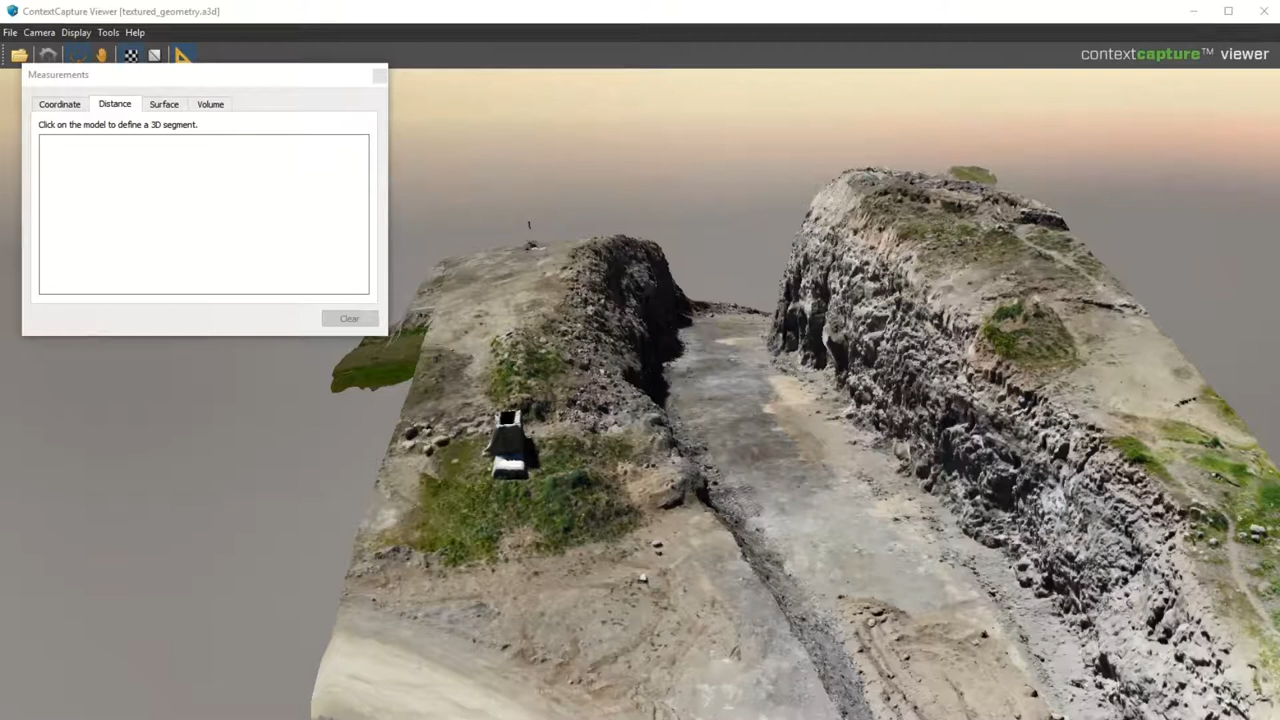 ContextCapture Viewer [textured_geometry.a3d]
File Camera Display Tools Help
contextcapture™ viewer
Measurements
Coordinate Distance Surface Volume
Click on the model to define a 3D segment.
Clear